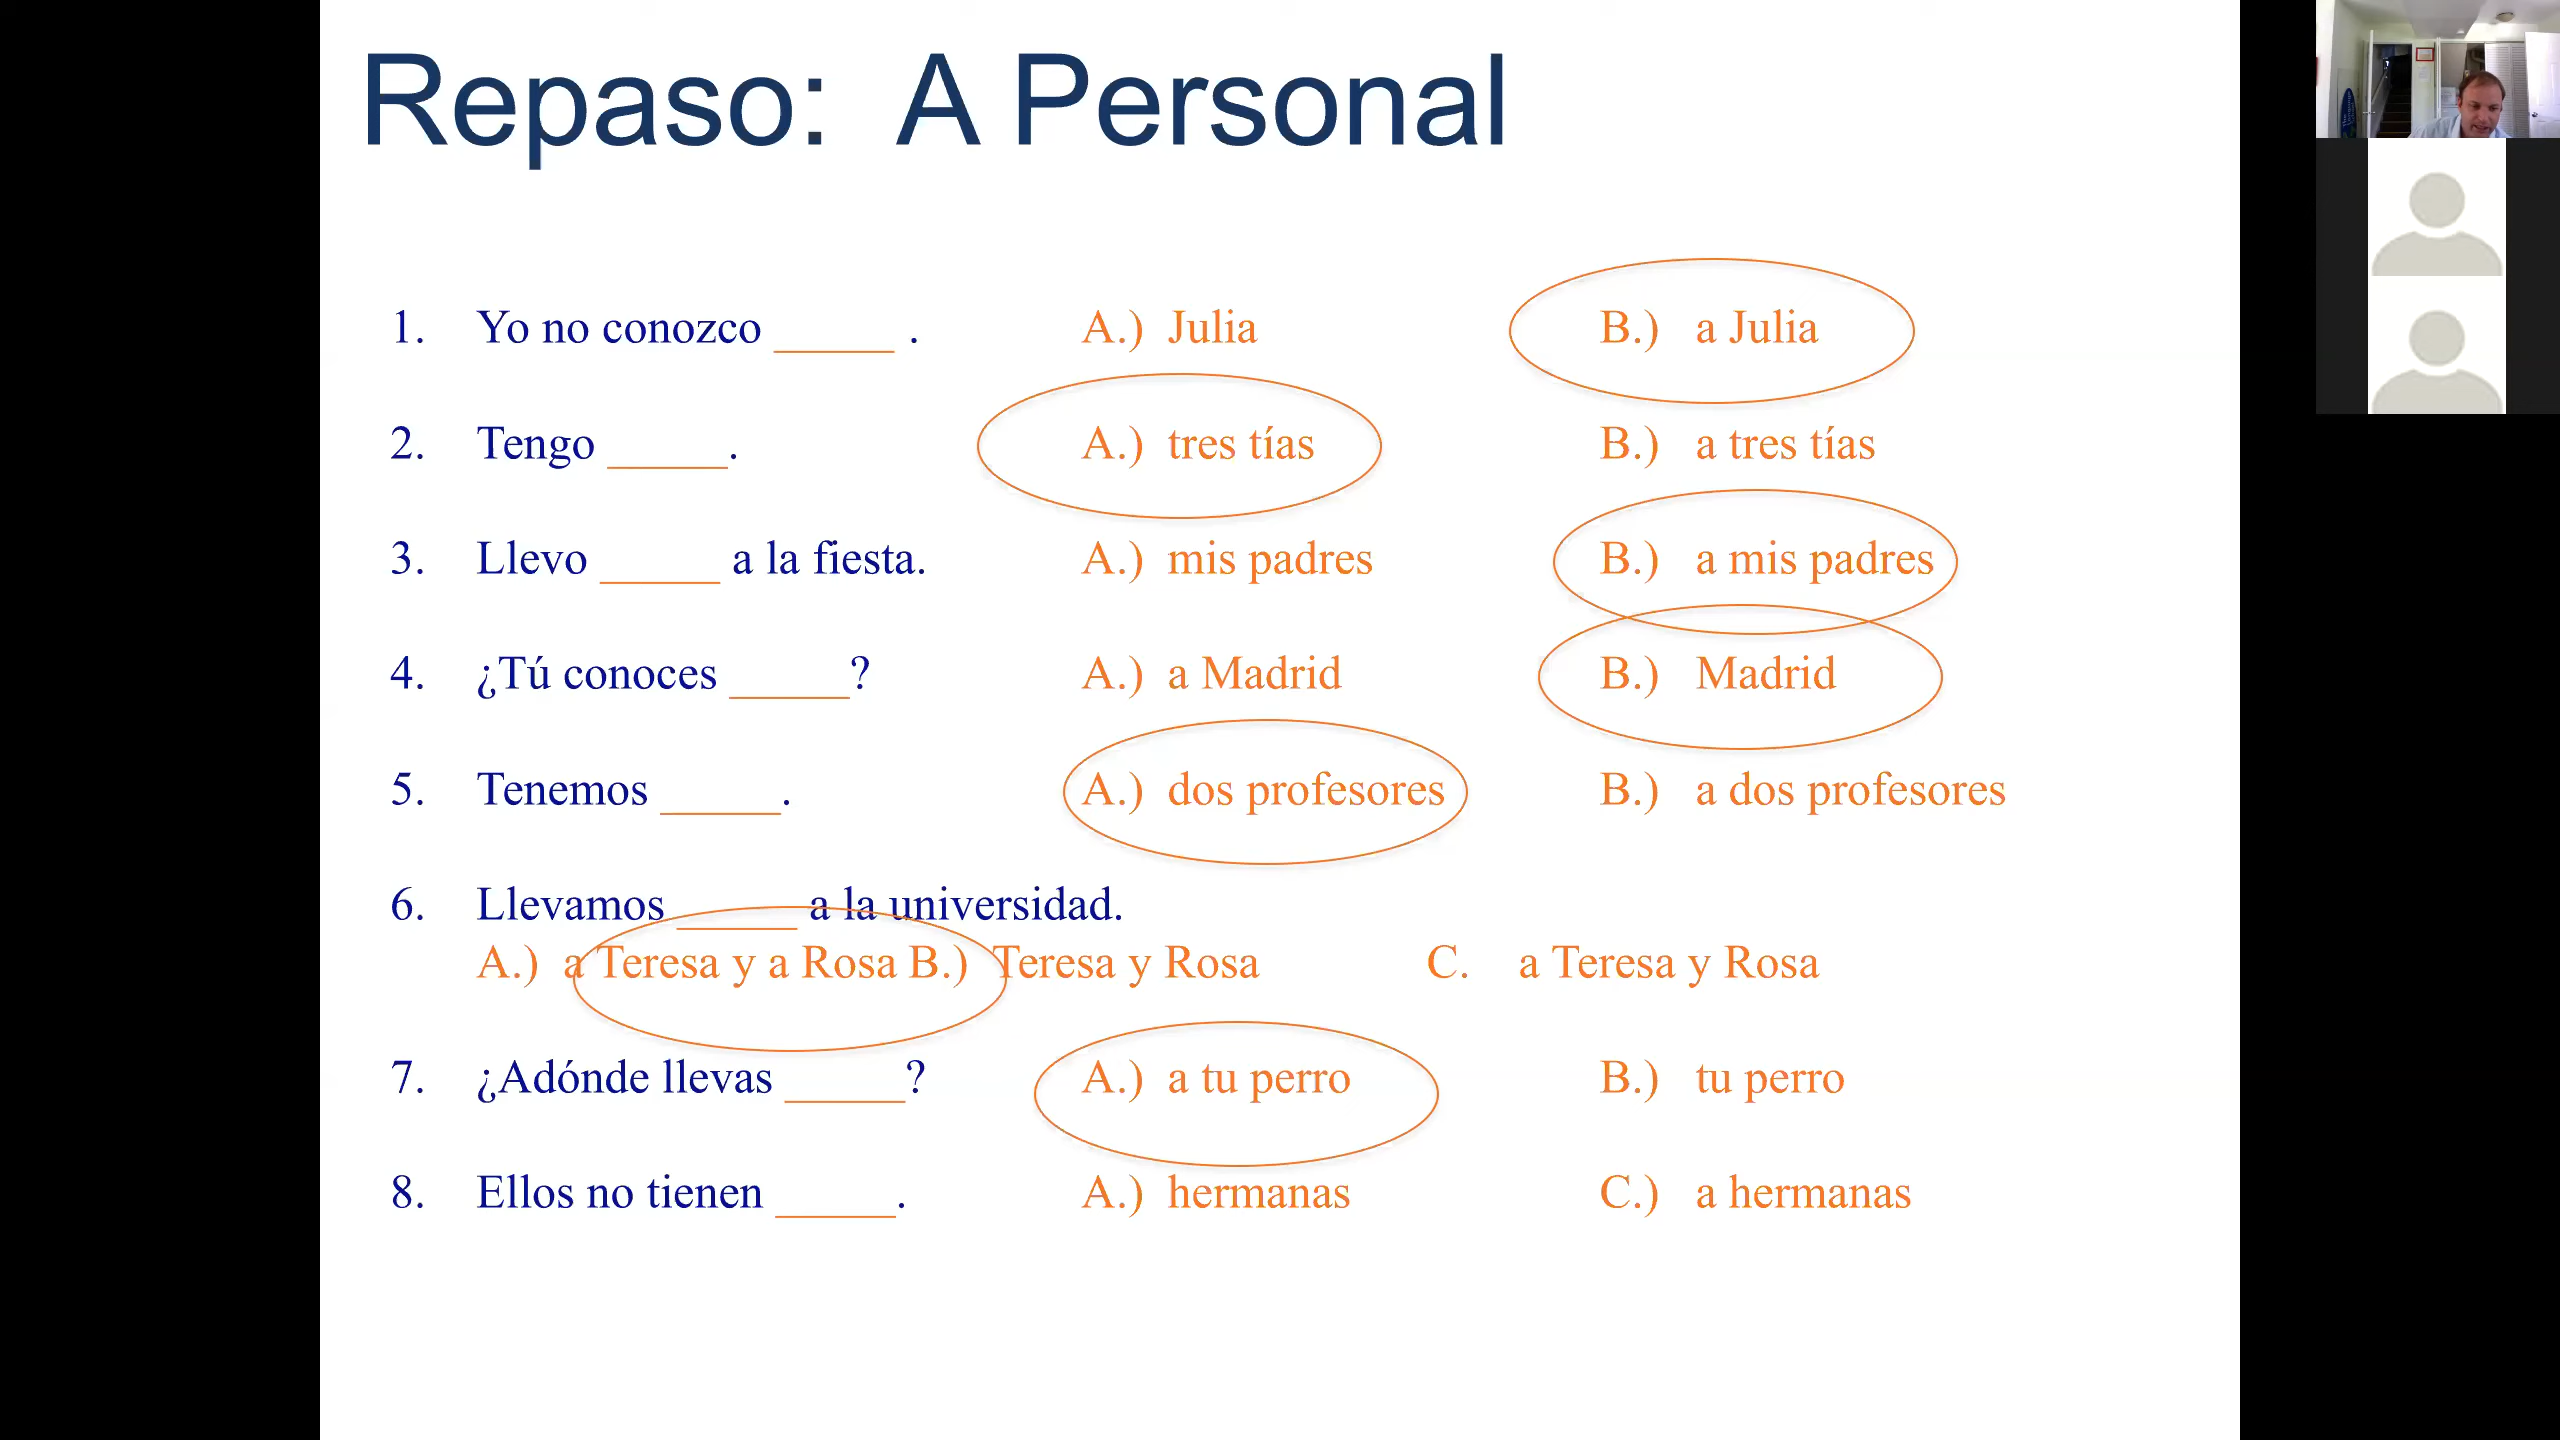 Repaso: A Personal
1. Yo no conozco _____ . A.) Julia B.) a Julia
2. Tengo _____. A.) tres tías B.) a tres tías
3. Llevo _____ a la fiesta. A.) mis padres B.) a mis padres
4. ¿Tú conoces _____? A.) a Madrid B.) Madrid
5. Tenemos _____. A.) dos profesores B.) a dos profesores
6. Llevamos _____ a la universidad.
A.) a Teresa y a Rosa B.) Teresa y Rosa C. a Teresa y Rosa
7. ¿Adónde llevas _____? A.) a tu perro B.) tu perro
8. Ellos no tienen _____. A.) hermanas C.) a hermanas